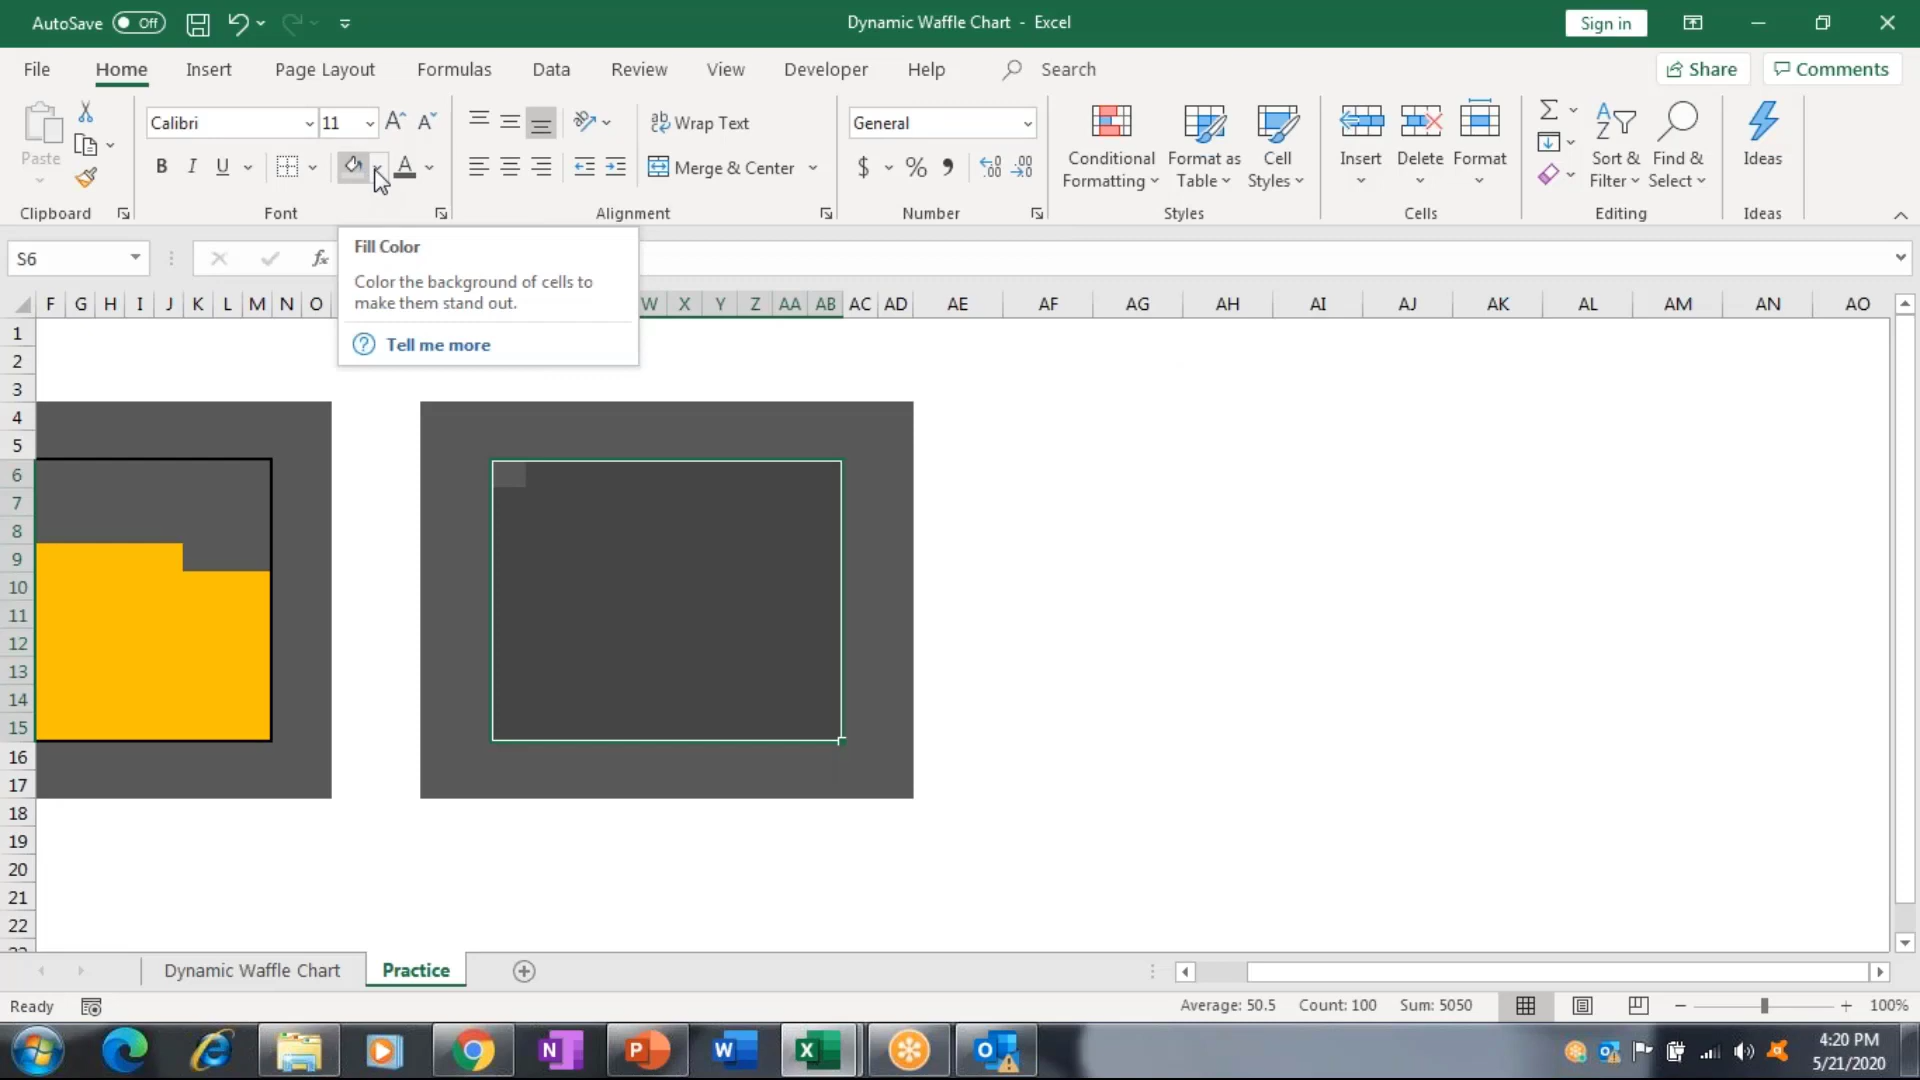 AutoSave Off
Dynamic Waffle Chart - Excel
Sign in
File Home Insert Page Layout Formulas Data Review View Developer Help Search
Share Comments
Paste
Clipboard
Calibri 11
B I U A
Font
Wrap Text
Merge & Center
Alignment
General
$ % ,
Number
Conditional Formatting
Format as Table
Cell Styles
Styles
Insert Delete Format
Cells
Sort & Filter
Find & Select
Editing
Ideas
Ideas
S6 fx
Fill Color
Color the background of cells to
make them stand out.
Tell me more
F G H I J K L M N O W X Y Z AA AB AC AD AE AF AG AH AI AJ AK AL AM AN AO
1
2
3
4
5
6
7
8
9
10
11
12
13
14
15
16
17
18
19
20
21
22
Dynamic Waffle Chart Practice
Ready Average: 50.5 Count: 100 Sum: 5050 100%
4:20 PM
5/21/2020